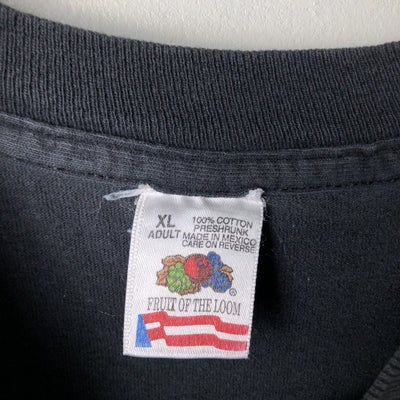 XL
ADULT
100% COTTON
PRESHRUNK
MADE IN MEXICO
CARE ON REVERSE
®
FRUIT OF THE LOOM